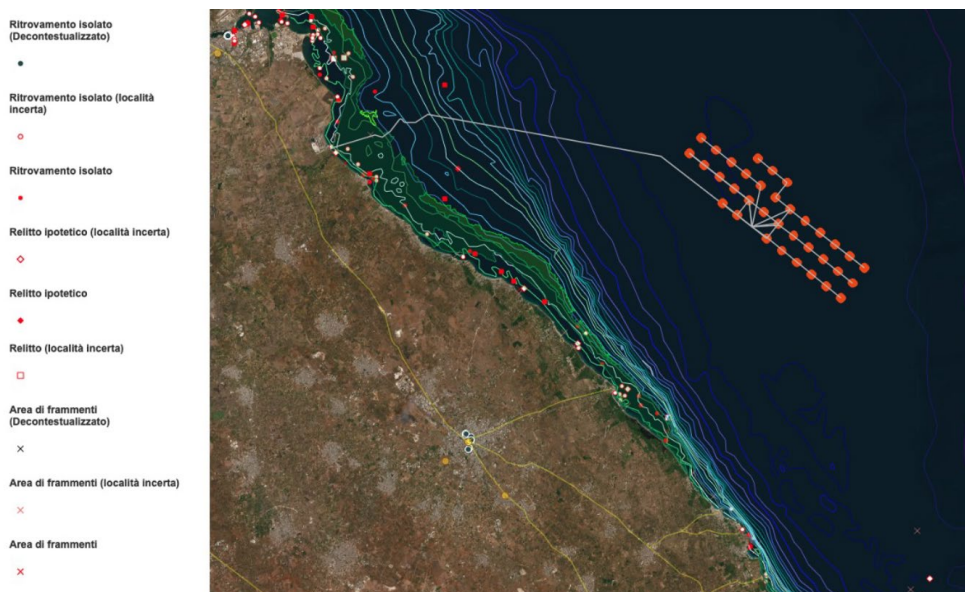 Ritrovamento isolato
(Decontestualizzato)
Ritrovamento isolato (località
incerta)
Ritrovamento isolato
Relitto ipotetico (località incerta)
Relitto ipotetico
Relitto (località incerta)
Area di frammenti
(Decontestualizzato)
Area di frammenti (località incerta)
Area di frammenti